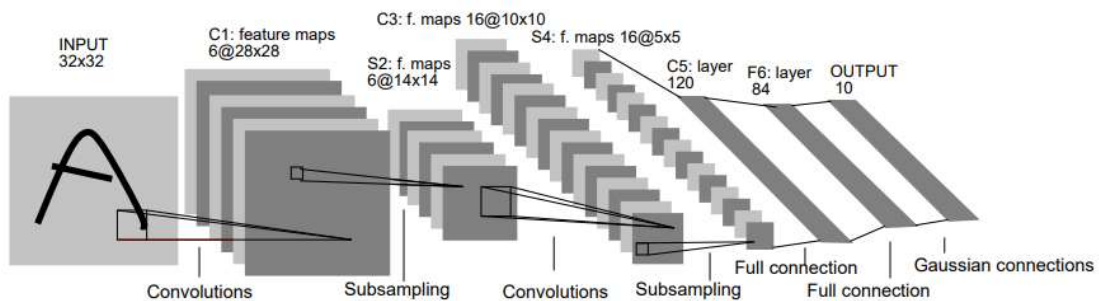 INPUT
32x32
C1: feature maps
6@28x28
S2: f. maps
6@14x14
C3: f. maps 16@10x10
S4: f. maps 16@5x5
C5: layer
120
F6: layer
84
OUTPUT
10
Convolutions
Subsampling
Convolutions
Subsampling
Full connection
Full connection
Gaussian connections
A